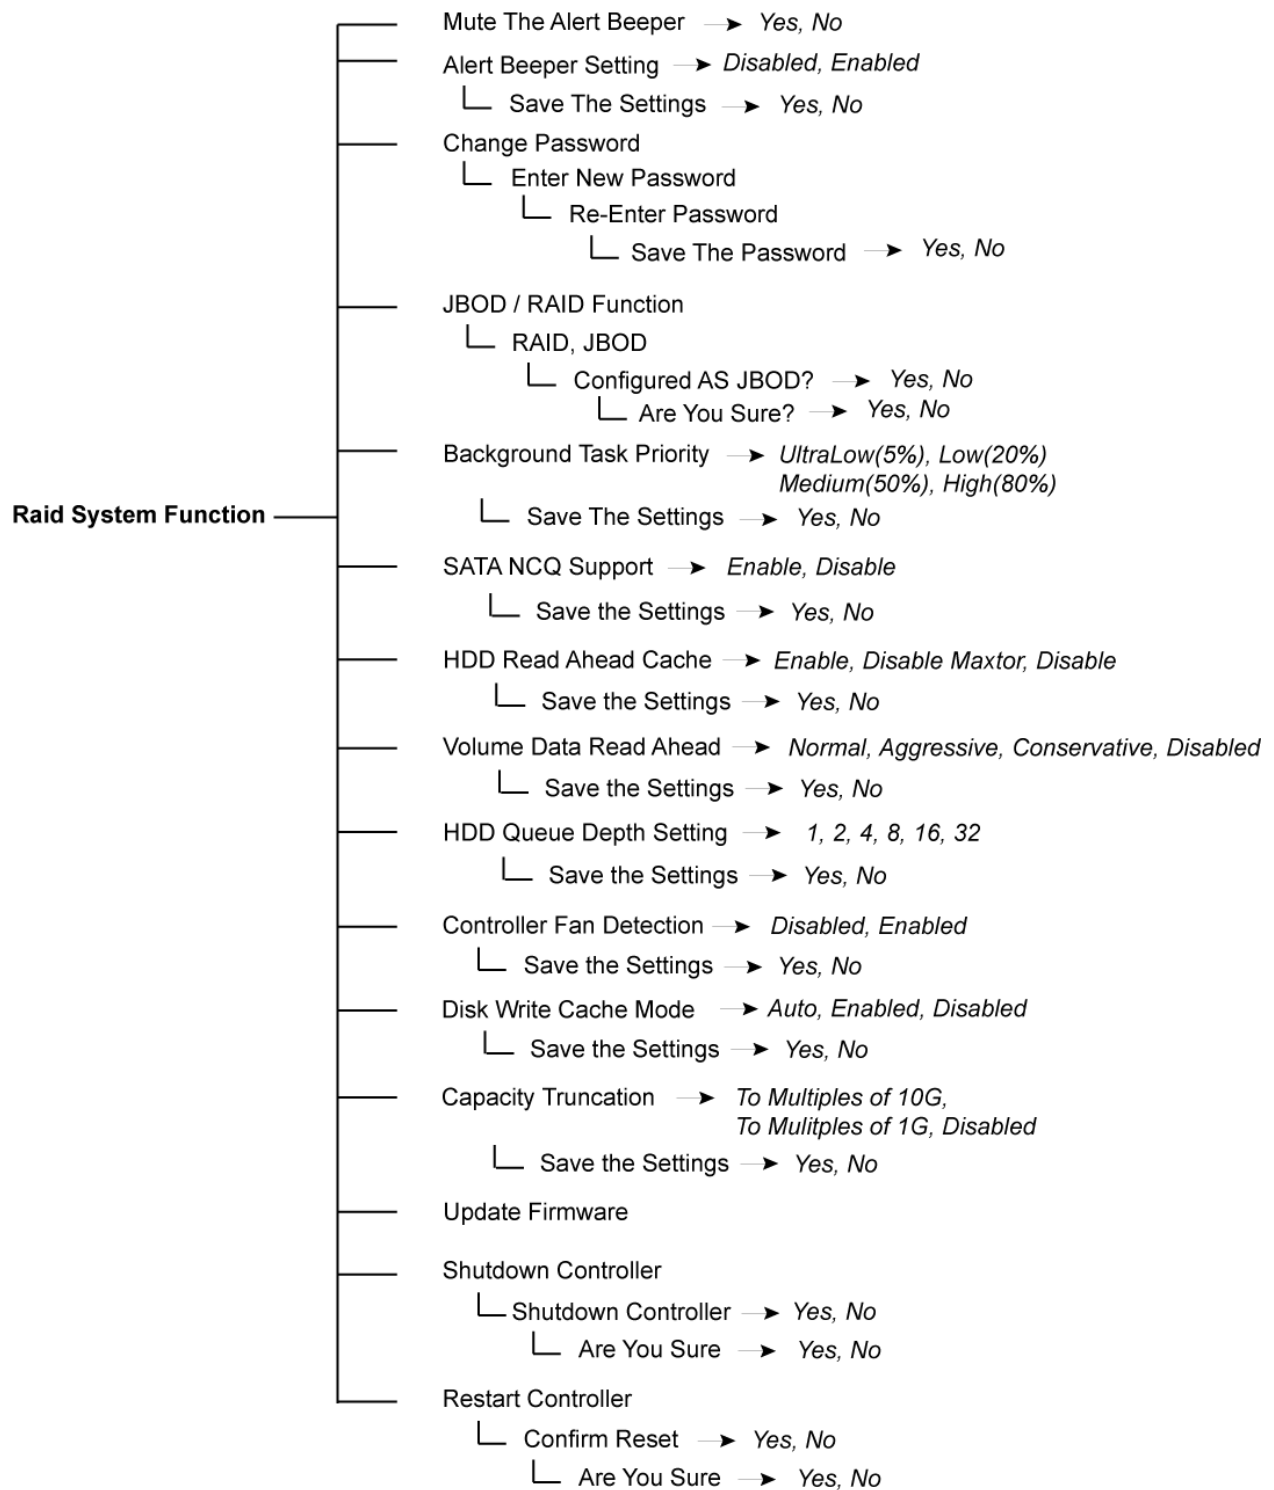 Mute The Alert Beeper Yes, No
Alert Beeper Setting Disabled, Enabled
Save The Settings Yes, No
Change Password
Enter New Password
Re-Enter Password
Save The Password Yes, No
JBOD / RAID Function
RAID, JBOD
Configured AS JBOD? Yes, No
Are You Sure? Yes, No
Background Task Priority UltraLow(5%), Low(20%)
Medium(50%), High(80%)
Raid System Function
Save The Settings Yes, No
SATA NCQ Support Enable, Disable
Save the Settings Yes, No
HDD Read Ahead Cache Enable, Disable Maxtor, Disable
Save the Settings Yes, No
Volume Data Read Ahead Normal, Aggressive, Conservative, Disabled
Save the Settings Yes, No
HDD Queue Depth Setting 1, 2, 4, 8, 16, 32
Save the Settings Yes, No
Controller Fan Detection Disabled, Enabled
Save the Settings Yes, No
Disk Write Cache Mode Auto, Enabled, Disabled
Save the Settings Yes, No
Capacity Truncation To Multiples of 10G,
To Mulitples of 1G, Disabled
Save the Settings Yes, No
Update Firmware
Shutdown Controller
Shutdown Controller Yes, No
Are You Sure Yes, No
Restart Controller
Confirm Reset Yes, No
Are You Sure Yes, No